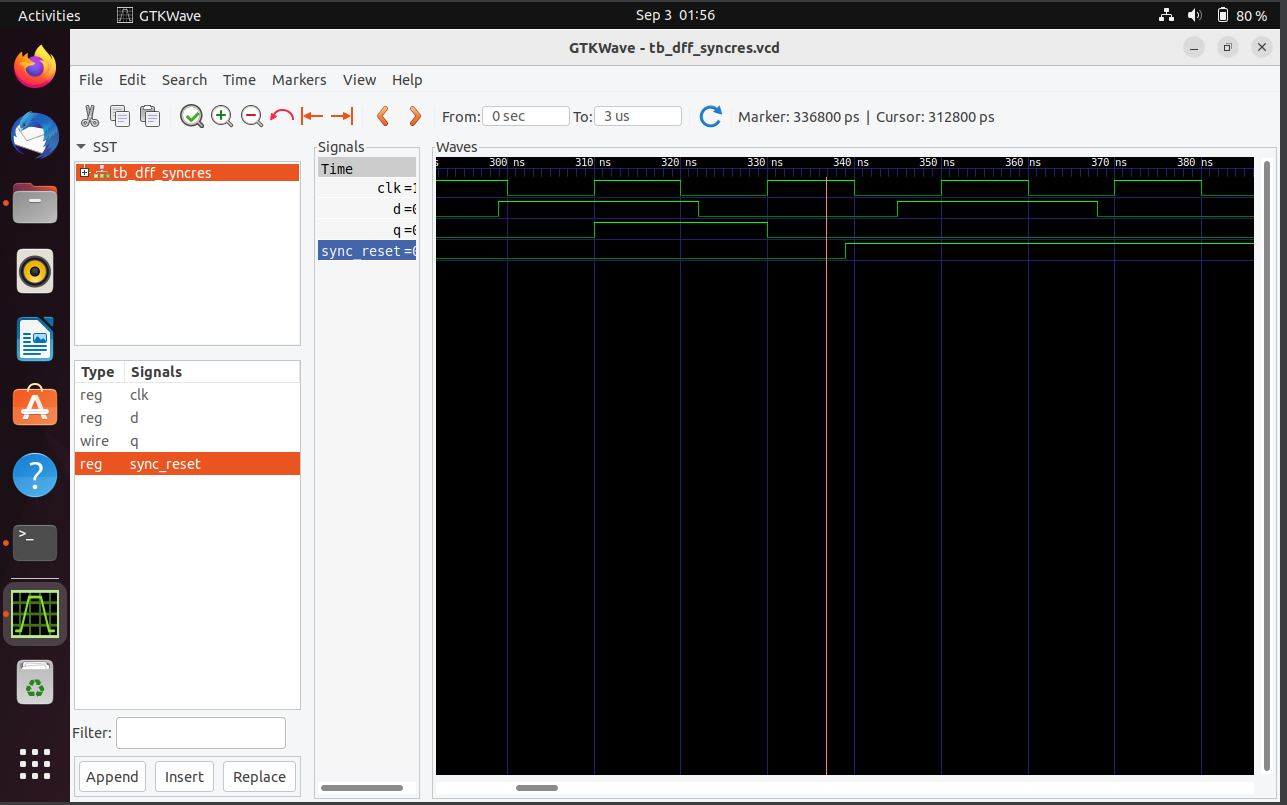 Activities GTKWave Sep 3 01:56 80 %
GTKWave - tb_dff_syncres.vcd
File Edit Search Time Markers View Help
From: 0 sec To: 3 us Marker: 336800 ps | Cursor: 312800 ps
SST
tb_dff_syncres
Type Signals
reg clk
reg d
wire q
reg sync_reset
Filter:
Append Insert Replace
Signals
Time
clk=1
d=0
q=0
sync_reset=0
Waves
s 300 ns 310 ns 320 ns 330 ns 340 ns 350 ns 360 ns 370 ns 380 ns